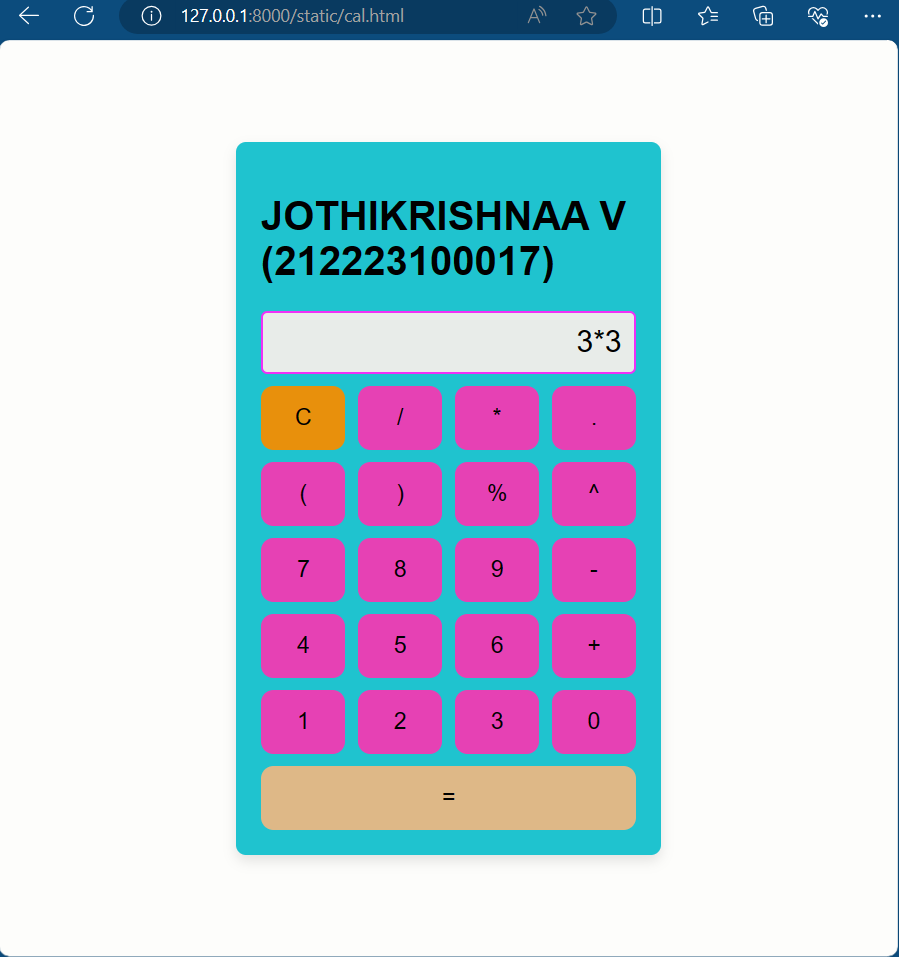 127.0.0.1:8000/static/cal.html
JOTHIKRISHNAA V
(212223100017)
3*3
C / * .
( ) % ^
7 8 9 -
4 5 6 +
1 2 3 0
=